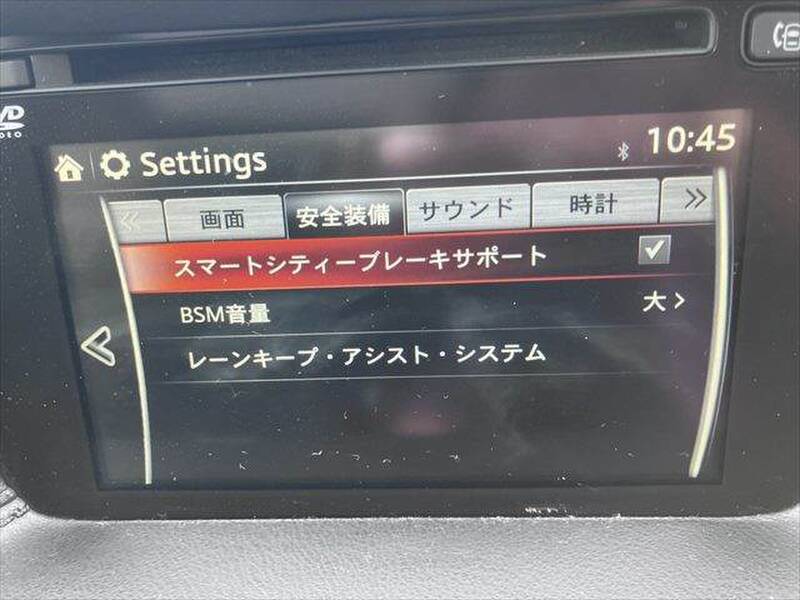 Settings
10:45
画面
安全装備
サウンド
時計
スマートシティーブレーキサポート
BSM音量
大
レーンキープ・アシスト・システム